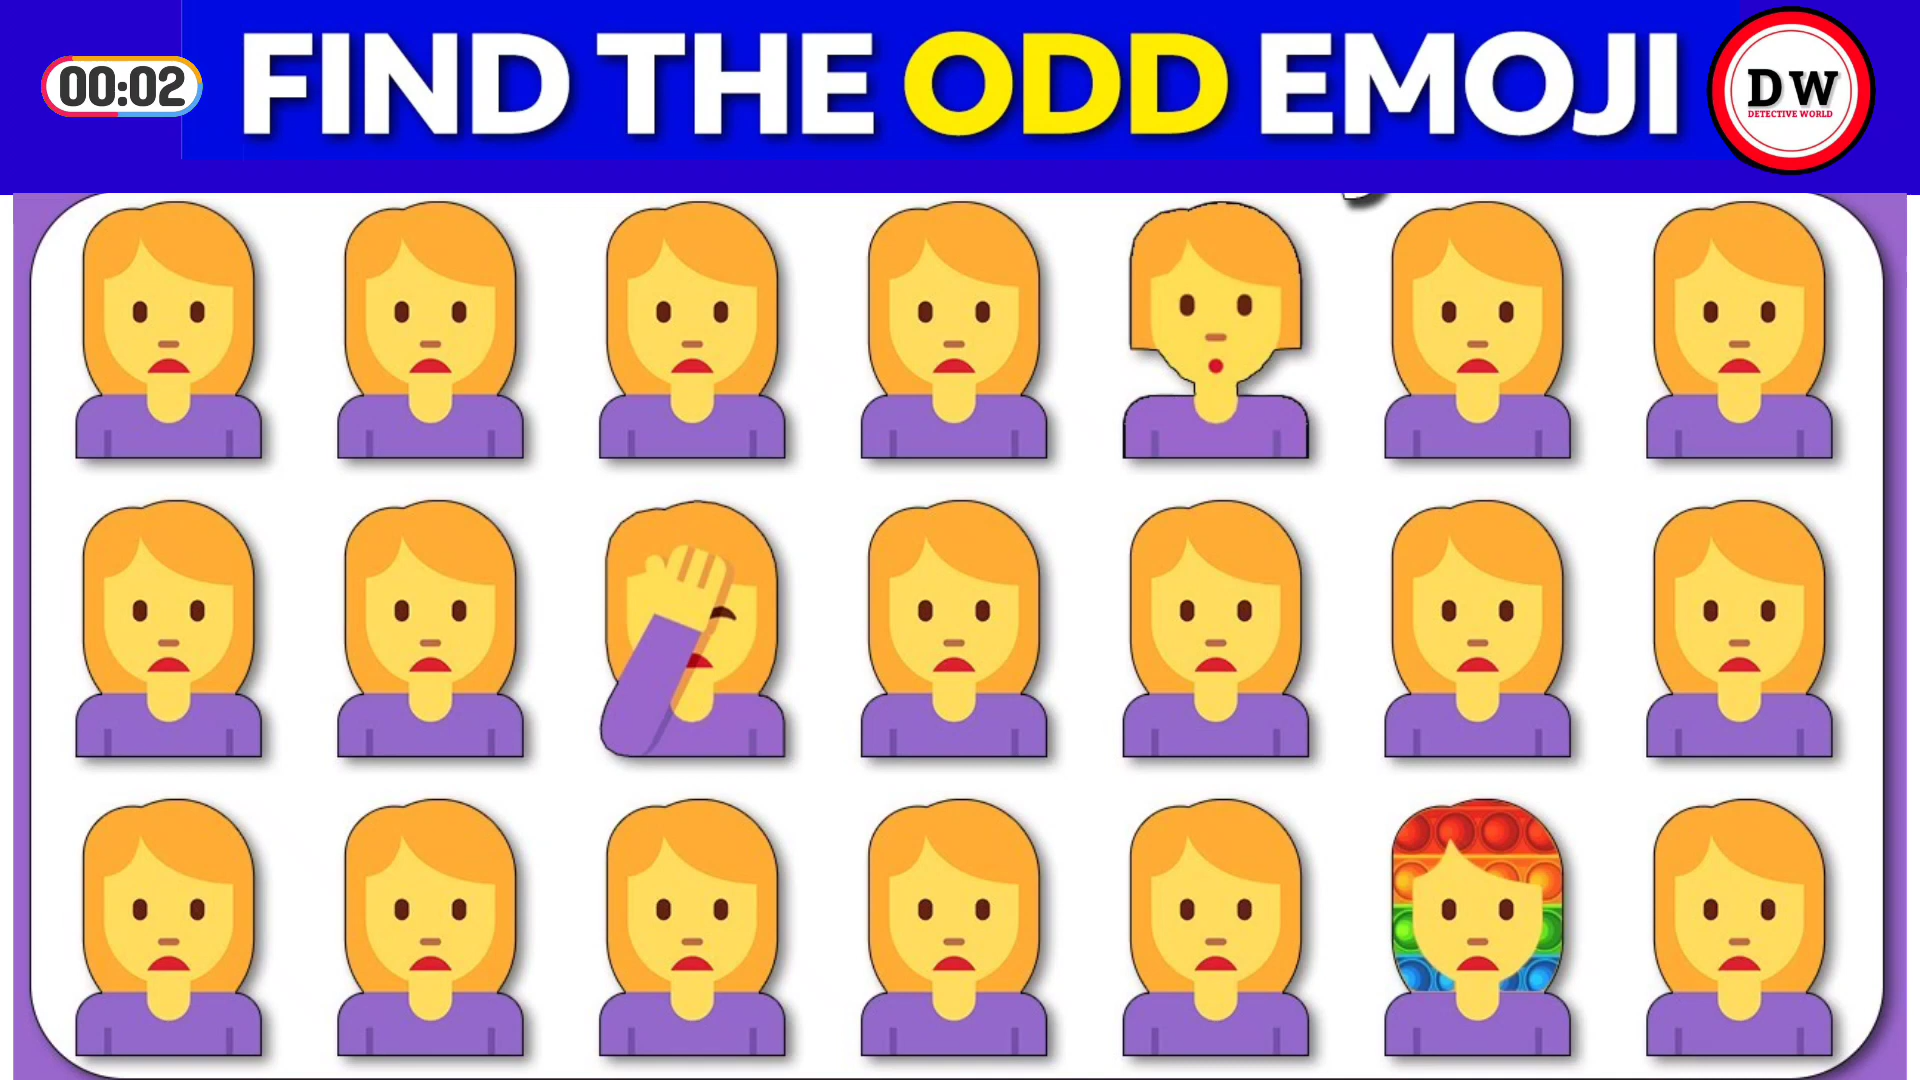 00:02
FIND THE ODD EMOJI
DW
DETECTIVE WORLD